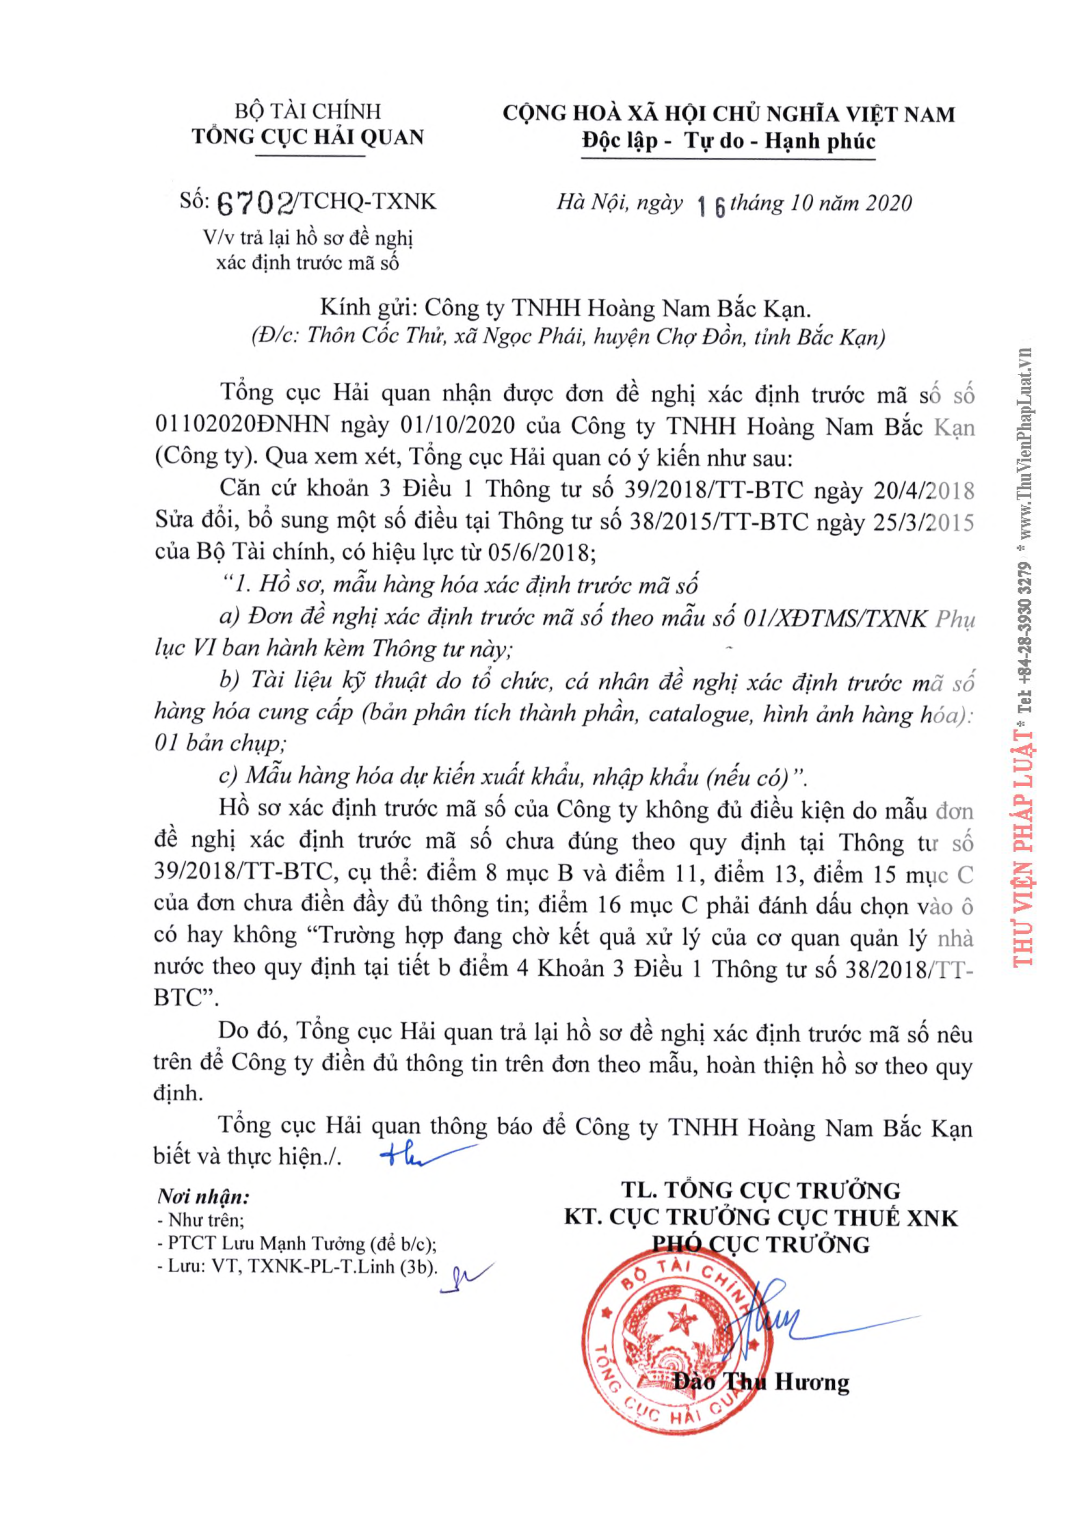 BỘ TÀI CHÍNH
TỔNG CỤC HẢI QUAN
CỘNG HOÀ XÃ HỘI CHỦ NGHĨA VIỆT NAM
Độc lập - Tự do - Hạnh phúc
Số: 6702/TCHQ-TXNK
Hà Nội, ngày 16 tháng 10 năm 2020
V/v trả lại hồ sơ đề nghị
xác định trước mã số
Kính gửi: Công ty TNHH Hoàng Nam Bắc Kạn.
(Đ/c: Thôn Cốc Thử, xã Ngọc Phái, huyện Chợ Đồn, tỉnh Bắc Kạn)
Tổng cục Hải quan nhận được đơn đề nghị xác định trước mã số số
01102020ĐNHN ngày 01/10/2020 của Công ty TNHH Hoàng Nam Bắc Kạn
(Công ty). Qua xem xét, Tổng cục Hải quan có ý kiến như sau:
Căn cứ khoản 3 Điều 1 Thông tư số 39/2018/TT-BTC ngày 20/4/2018
Sửa đổi, bổ sung một số điều tại Thông tư số 38/2015/TT-BTC ngày 25/3/2015
của Bộ Tài chính, có hiệu lực từ 05/6/2018;
“1. Hồ sơ, mẫu hàng hóa xác định trước mã số
a) Đơn đề nghị xác định trước mã số theo mẫu số 01/XĐTMS/TXNK Phụ
lục VI ban hành kèm Thông tư này;
b) Tài liệu kỹ thuật do tổ chức, cá nhân đề nghị xác định trước mã số
hàng hóa cung cấp (bản phân tích thành phần, catalogue, hình ảnh hàng hóa):
01 bản chụp;
c) Mẫu hàng hóa dự kiến xuất khẩu, nhập khẩu (nếu có)”.
Hồ sơ xác định trước mã số của Công ty không đủ điều kiện do mẫu đơn
đề nghị xác định trước mã số chưa đúng theo quy định tại Thông tư số
39/2018/TT-BTC, cụ thể: điểm 8 mục B và điểm 11, điểm 13, điểm 15 mục C
của đơn chưa điền đầy đủ thông tin; điểm 16 mục C phải đánh dấu chọn vào ô
có hay không “Trường hợp đang chờ kết quả xử lý của cơ quan quản lý nhà
nước theo quy định tại tiết b điểm 4 Khoản 3 Điều 1 Thông tư số 38/2018/TT-
BTC”.
Do đó, Tổng cục Hải quan trả lại hồ sơ đề nghị xác định trước mã số nêu
trên để Công ty điền đủ thông tin trên đơn theo mẫu, hoàn thiện hồ sơ theo quy
định.
Tổng cục Hải quan thông báo để Công ty TNHH Hoàng Nam Bắc Kạn
biết và thực hiện./.
Nơi nhận:
- Như trên;
- PTCT Lưu Mạnh Tưởng (để b/c);
- Lưu: VT, TXNK-PL-T.Linh (3b).
TL. TỔNG CỤC TRƯỞNG
KT. CỤC TRƯỞNG CỤC THUẾ XNK
PHÓ CỤC TRƯỞNG
BỘ TÀI CHÍNH
TỔNG CỤC HẢI QUAN
Đào Thu Hương
THƯ VIỆN PHÁP LUẬT * Tel: +84-28-3930 3279 * www.ThuVienPhapLuat.vn